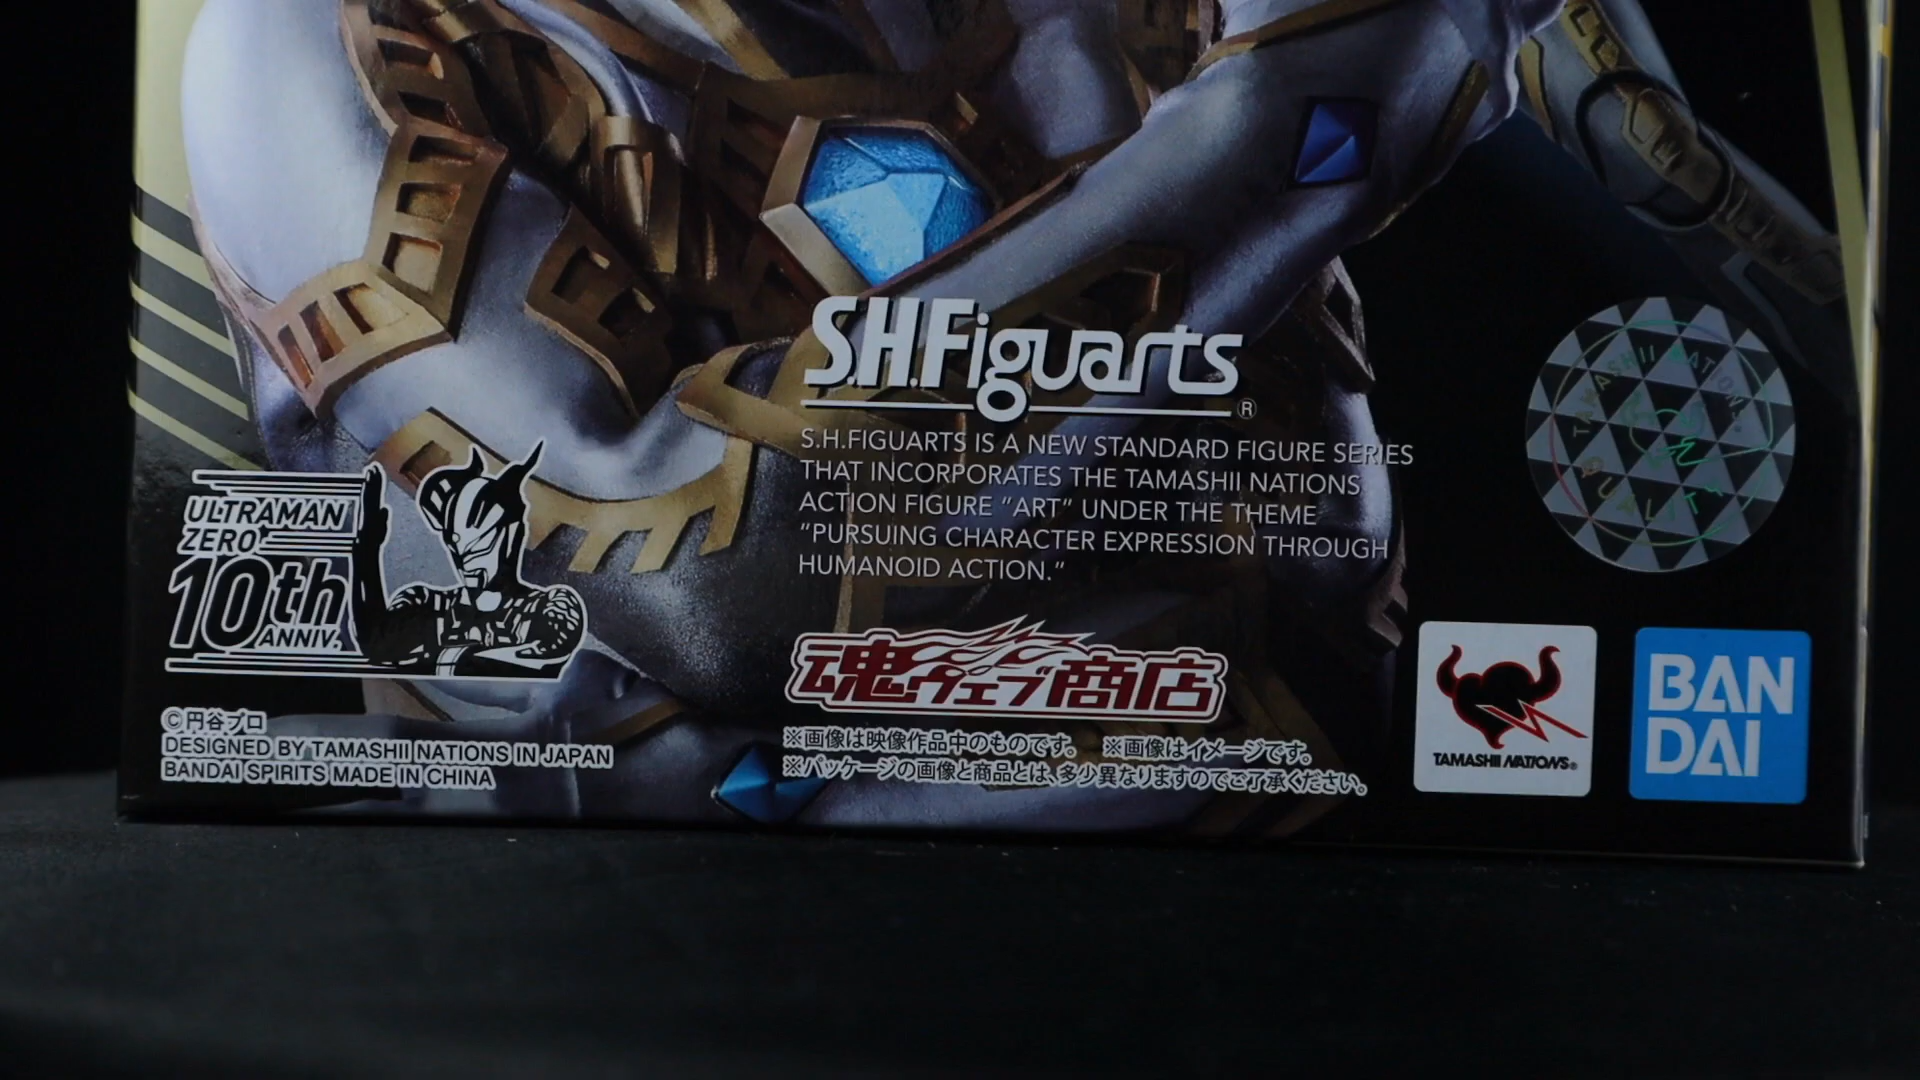 S.H.Figuarts®
S.H.FIGUARTS IS A NEW STANDARD FIGURE SERIES
THAT INCORPORATES THE TAMASHII NATIONS
ACTION FIGURE "ART" UNDER THE THEME
"PURSUING CHARACTER EXPRESSION THROUGH
HUMANOID ACTION."
TAMASHII NATIONS
QUALITY
ULTRAMAN
ZERO
10th
ANNIV.
©円谷プロ
DESIGNED BY TAMASHII NATIONS IN JAPAN
BANDAI SPIRITS MADE IN CHINA
魂ウェブ商店
※画像は映像作品中のものです。 ※画像はイメージです。
※パッケージの画像と商品とは、多少異なりますのでご了承ください。
TAMASHII NATIONS®
BAN
DAI